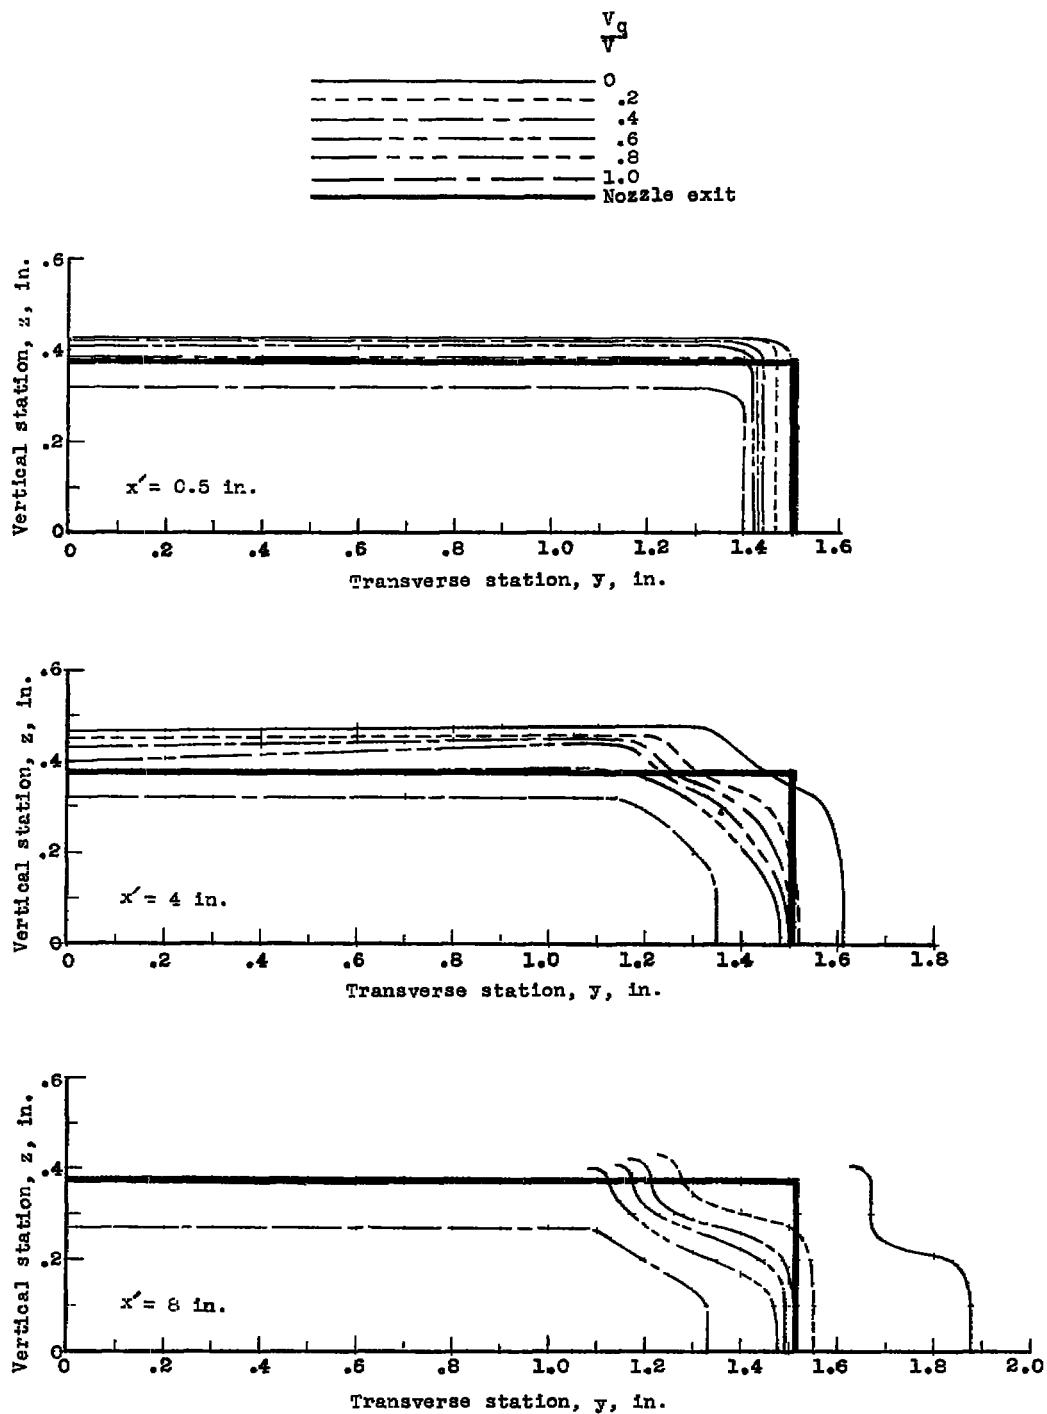 Vg
V
0
.2
.4
.6
.8
1.0
Nozzle exit
.6
.4
.2
0
Vertical station, z, in.
x′= 0.5 in.
0 .2 .4 .6 .8 1.0 1.2 1.4 1.6
Transverse station, y, in.
.6
.4
.2
0
Vertical station, z, in.
x′= 4 in.
0 .2 .4 .6 .8 1.0 1.2 1.4 1.6 1.8
Transverse station, y, in.
.6
.4
.2
0
Vertical station, z, in.
x′= 8 in.
0 .2 .4 .6 .8 1.0 1.2 1.4 1.6 1.8 2.0
Transverse station, y, in.